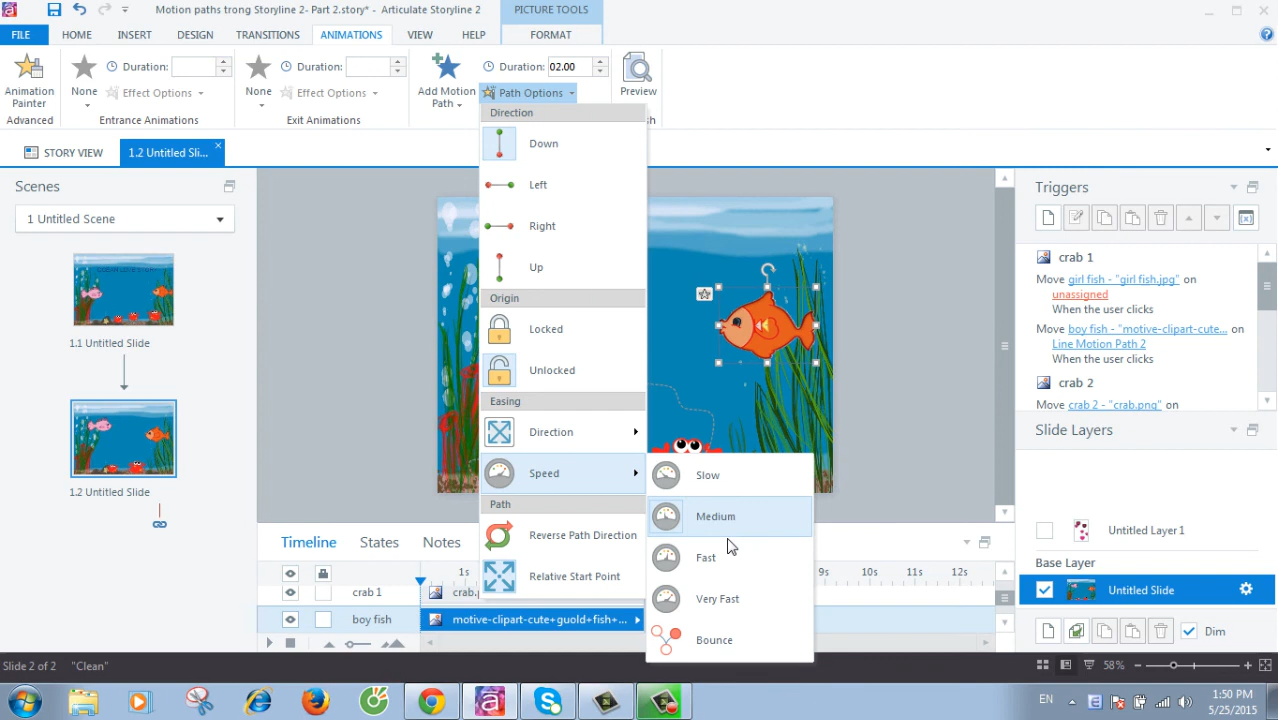 Motion paths trong Storyline 2- Part 2.story* - Articulate Storyline 2
PICTURE TOOLS
FILE HOME INSERT DESIGN TRANSITIONS ANIMATIONS VIEW HELP FORMAT
Animation Painter
Advanced
None
Duration:
Effect Options
Entrance Animations
None
Duration:
Effect Options
Exit Animations
Add Motion Path
Duration: 02.00
Path Options
Preview
STORY VIEW
1.2 Untitled Sli...
Direction
Down
Left
Right
Up
Origin
Locked
Unlocked
Easing
Direction
Speed
Path
Reverse Path Direction
Relative Start Point
Slow
Medium
Fast
Very Fast
Bounce
Scenes
1 Untitled Scene
1.1 Untitled Slide
1.2 Untitled Slide
Triggers
crab 1
Move girl fish - "girl fish.jpg" on
unassigned
When the user clicks
Move boy fish - "motive-clipart-cute... on
Line Motion Path 2
When the user clicks
crab 2
Move crab 2 - "crab.png" on
Slide Layers
Untitled Layer 1
Base Layer
Untitled Slide
Dim
Timeline States Notes
1s 9s 10s 11s 12s
crab 1 crab.
boy fish motive-clipart-cute+guold+fish+...
Slide 2 of 2 "Clean"
58%
EN
1:50 PM
5/25/2015